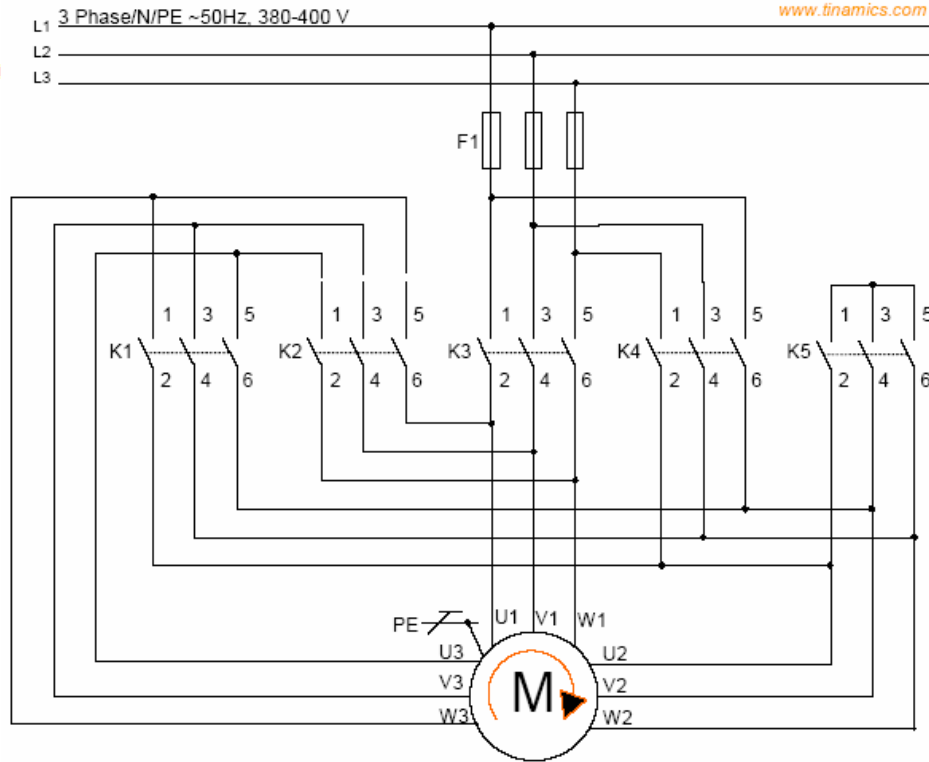 3 Phase/N/PE ~50Hz, 380-400 V
www.tinamics.com
L1
L2
L3
F1
1 3 5 1 3 5 1 3 5 1 3 5 1 3 5
K1 K2 K3 K4 K5
2 4 6 2 4 6 2 4 6 2 4 6 2 4 6
PE U1 V1 W1
U3 U2
V3 M V2
W3 W2